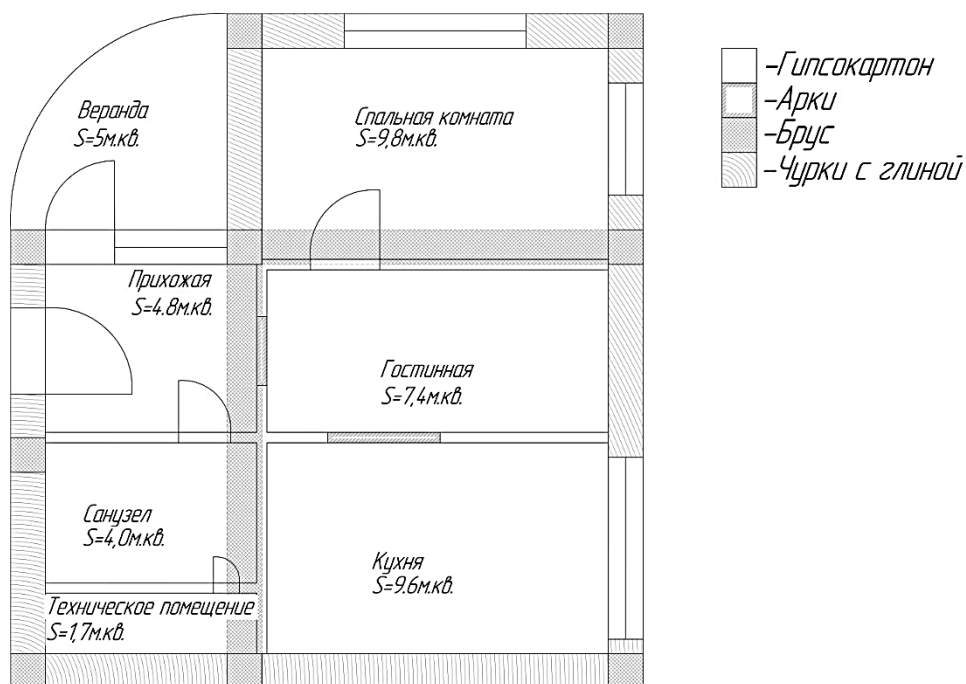 Веранда
S=5м.кв.
Спальная комната
S=9,8м.кв.
Прихожая
S=4.8м.кв.
Гостинная
S=7,4м.кв.
Санузел
S=4,0м.кв.
Кухня
S=9.6м.кв.
Техническое помещение
S=1,7м.кв.
-Гипсокартон
-Арки
-Брус
-Чурки с глиной